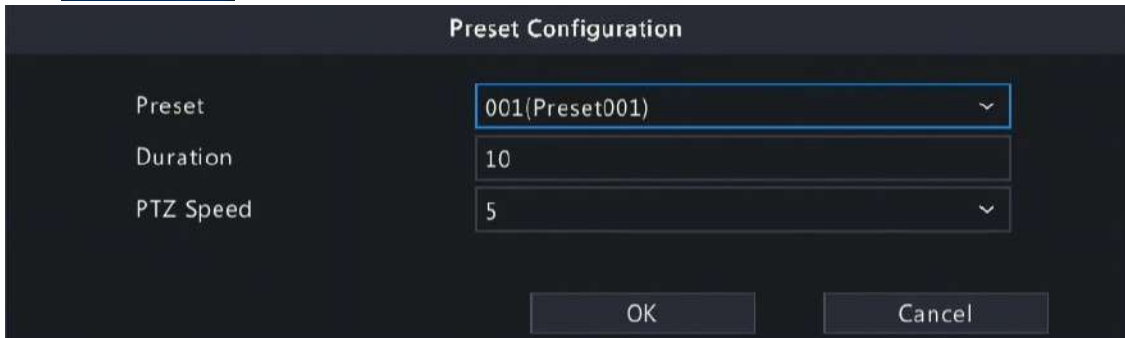 Preset Configuration
Preset 001(Preset001)
Duration 10
PTZ Speed 5
OK Cancel